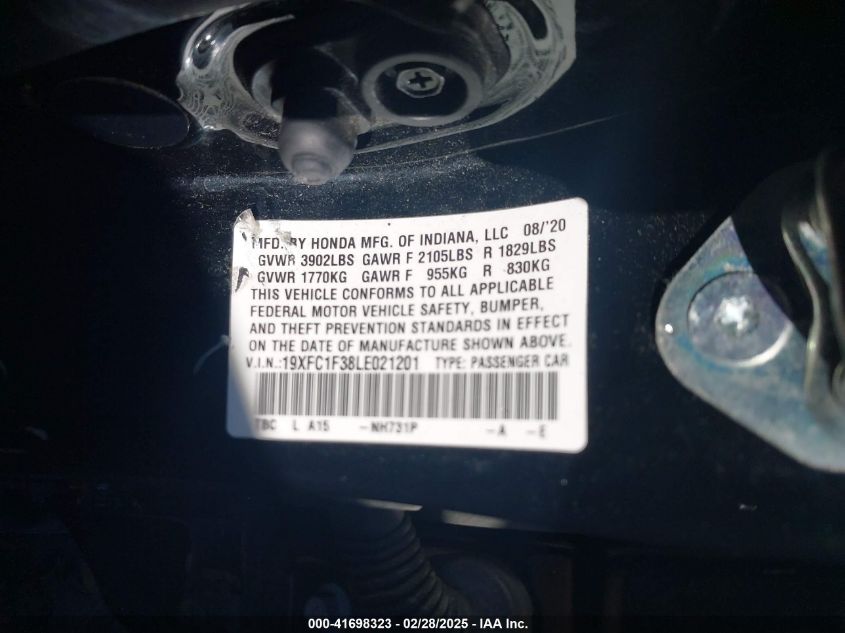 MFD. BY HONDA MFG. OF INDIANA, LLC 08/'20
GVWR 3902LBS GAWR F 2105LBS R 1829LBS
GVWR 1770KG GAWR F 955KG R 830KG
THIS VEHICLE CONFORMS TO ALL APPLICABLE
FEDERAL MOTOR VEHICLE SAFETY, BUMPER,
AND THEFT PREVENTION STANDARDS IN EFFECT
ON THE DATE OF MANUFACTURE SHOWN ABOVE.
V.I.N.:19XFC1F38LE021201 TYPE: PASSENGER CAR
TBC L A15 -NH731P -A -E
000-41698323 - 02/28/2025 - IAA Inc.